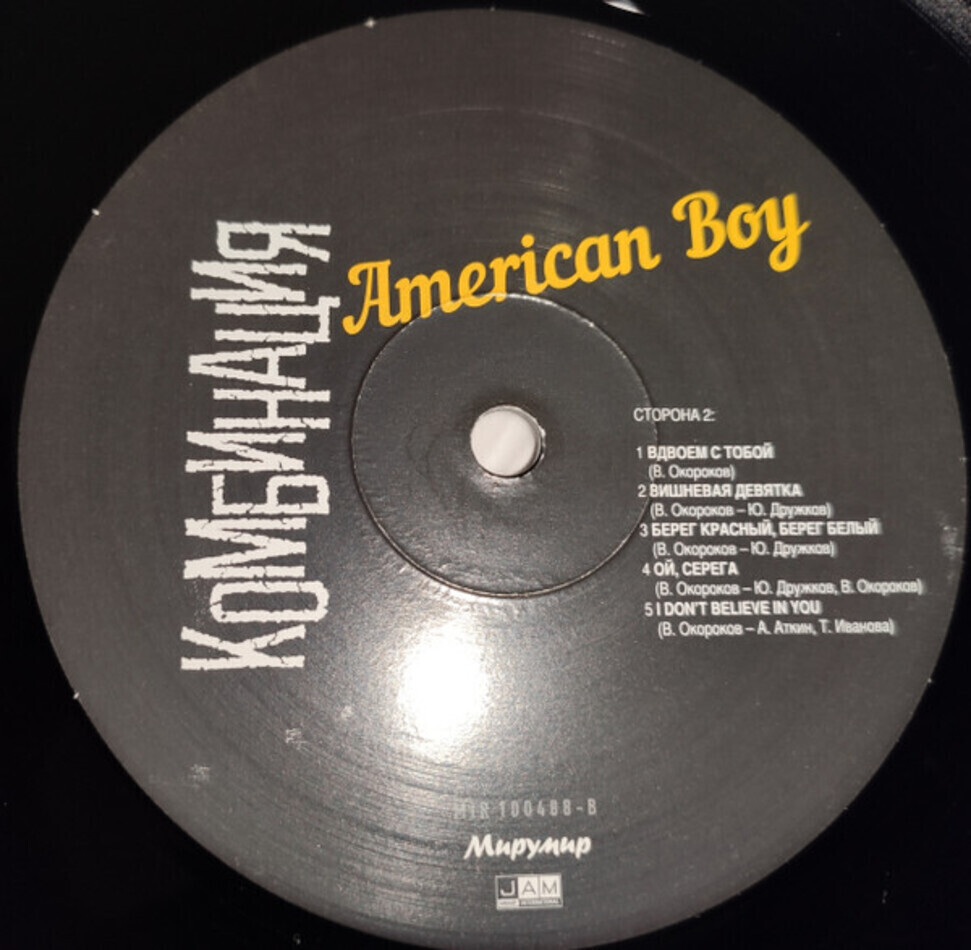 КОМБИНАЦИЯ
American Boy
СТОРОНА 2:
1 ВДВОЕМ С ТОБОЙ
(В. Окороков)
2 ВИШНЕВАЯ ДЕВЯТКА
(В. Окороков – Ю. Дружков)
3 БЕРЕГ КРАСНЫЙ, БЕРЕГ БЕЛЫЙ
(В. Окороков – Ю. Дружков)
4 ОЙ, СЕРЕГА
(В. Окороков – Ю. Дружков, В. Окороков)
5 I DON'T BELIEVE IN YOU
(В. Окороков – А. Аткин, Т. Иванова)
MIR 100488-B
Мирумир
JAM